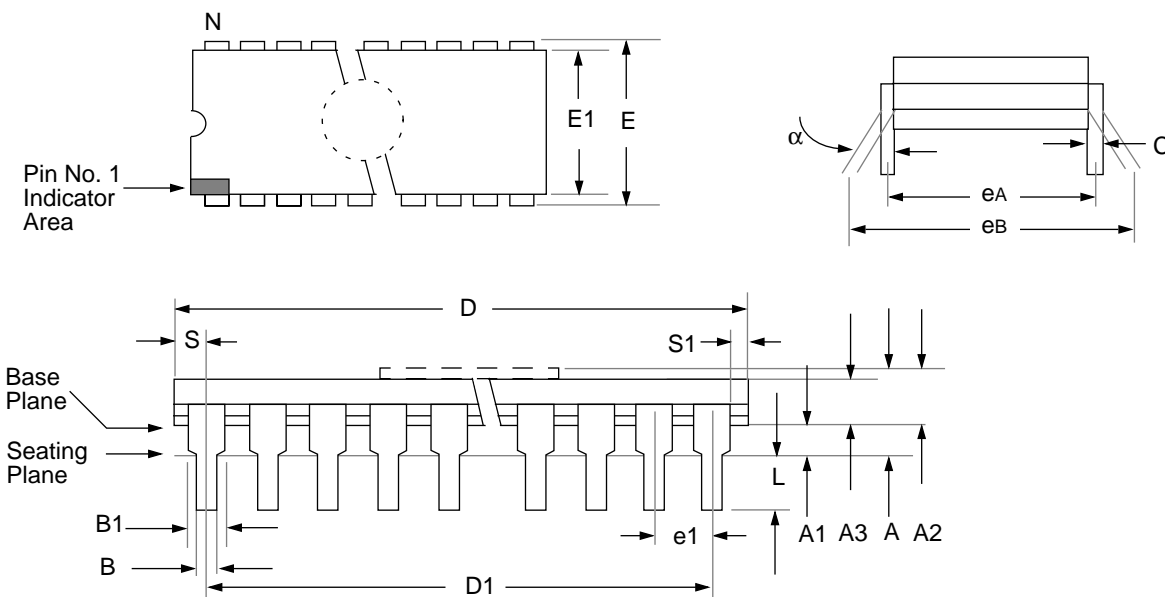 N
E1
E
Pin No. 1
Indicator
Area
α
C
eA
eB
D
S
S1
Base
Plane
Seating
Plane
L
B1
e1
A1
A3
A
A2
B
D1